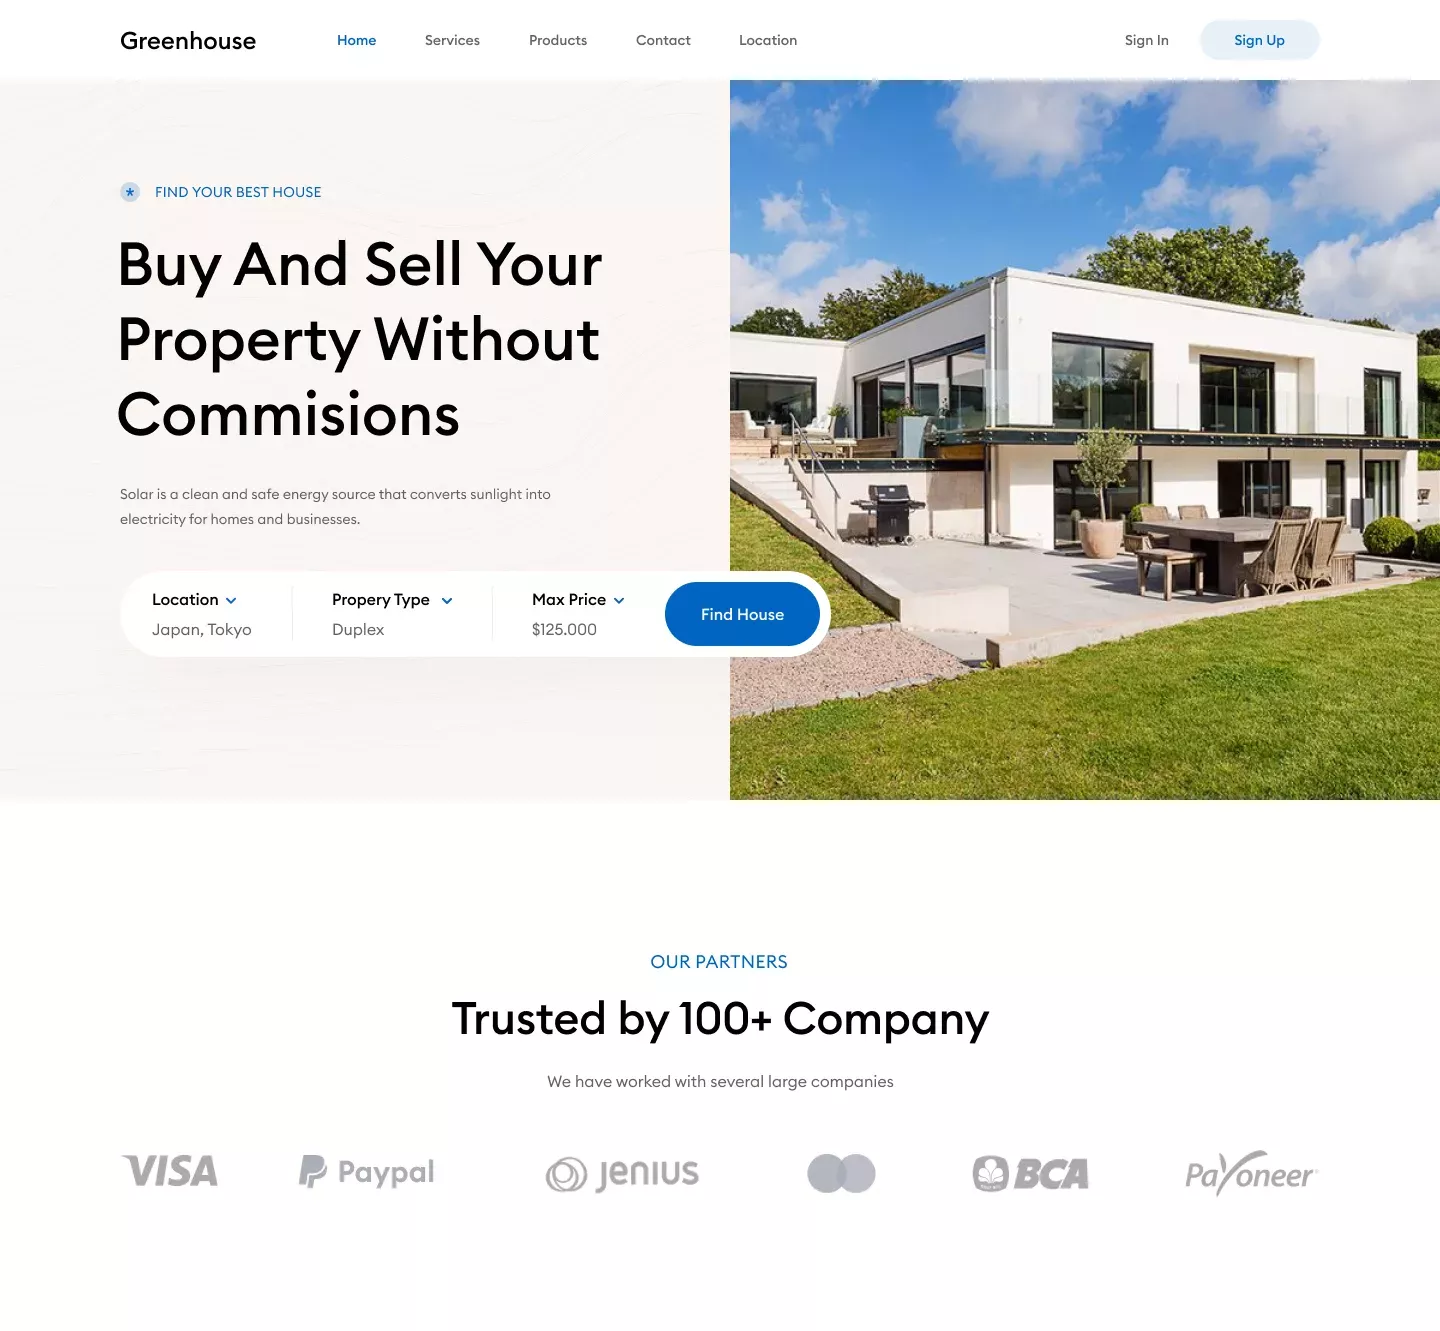 Greenhouse
Home
Services
Products
Contact
Location
Sign In
Sign Up
FIND YOUR BEST HOUSE
Buy And Sell Your
Property Without
Commisions
Solar is a clean and safe energy source that converts sunlight into
electricity for homes and businesses.
Location
Japan, Tokyo
Propery Type
Duplex
Max Price
$125.000
Find House
OUR PARTNERS
Trusted by 100+ Company
We have worked with several large companies
VISA
Paypal
Jenius
BCA
Payoneer